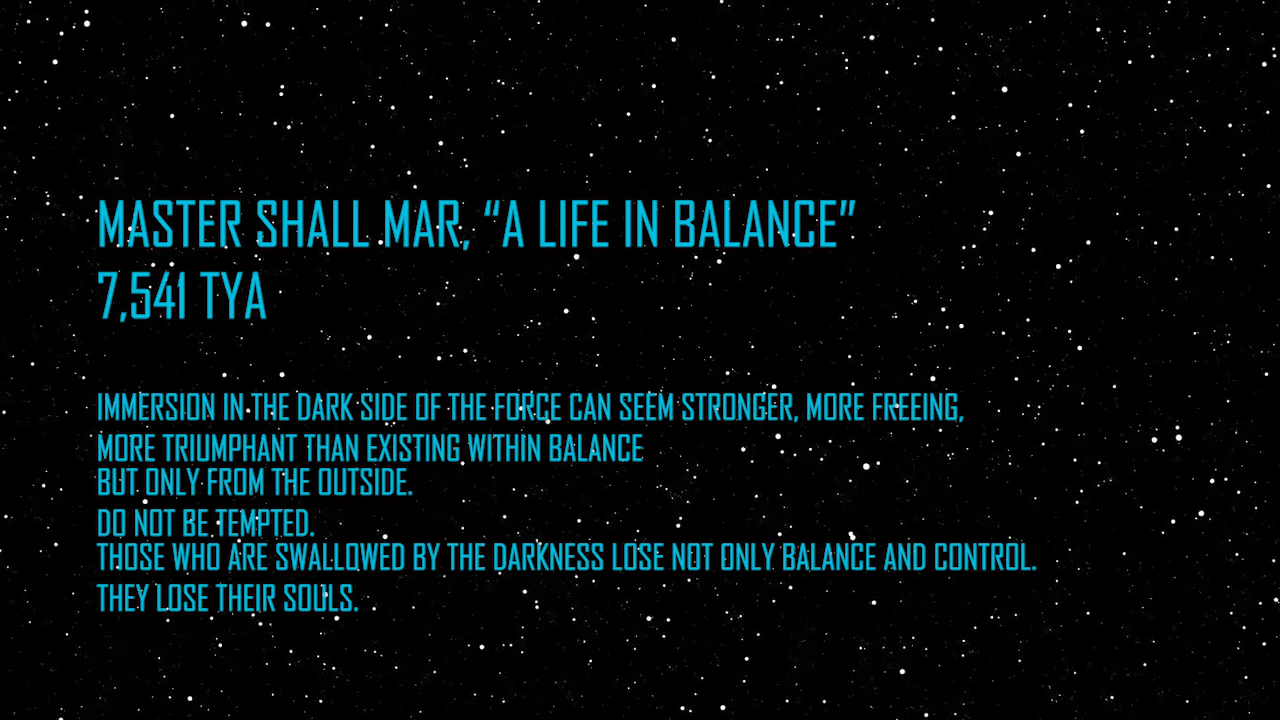 MASTER SHALL MAR, “A LIFE IN BALANCE”
7,541 TYA
IMMERSION IN THE DARK SIDE OF THE FORCE CAN SEEM STRONGER, MORE FREEING,
MORE TRIUMPHANT THAN EXISTING WITHIN BALANCE
BUT ONLY FROM THE OUTSIDE.
DO NOT BE TEMPTED.
THOSE WHO ARE SWALLOWED BY THE DARKNESS LOSE NOT ONLY BALANCE AND CONTROL.
THEY LOSE THEIR SOULS.